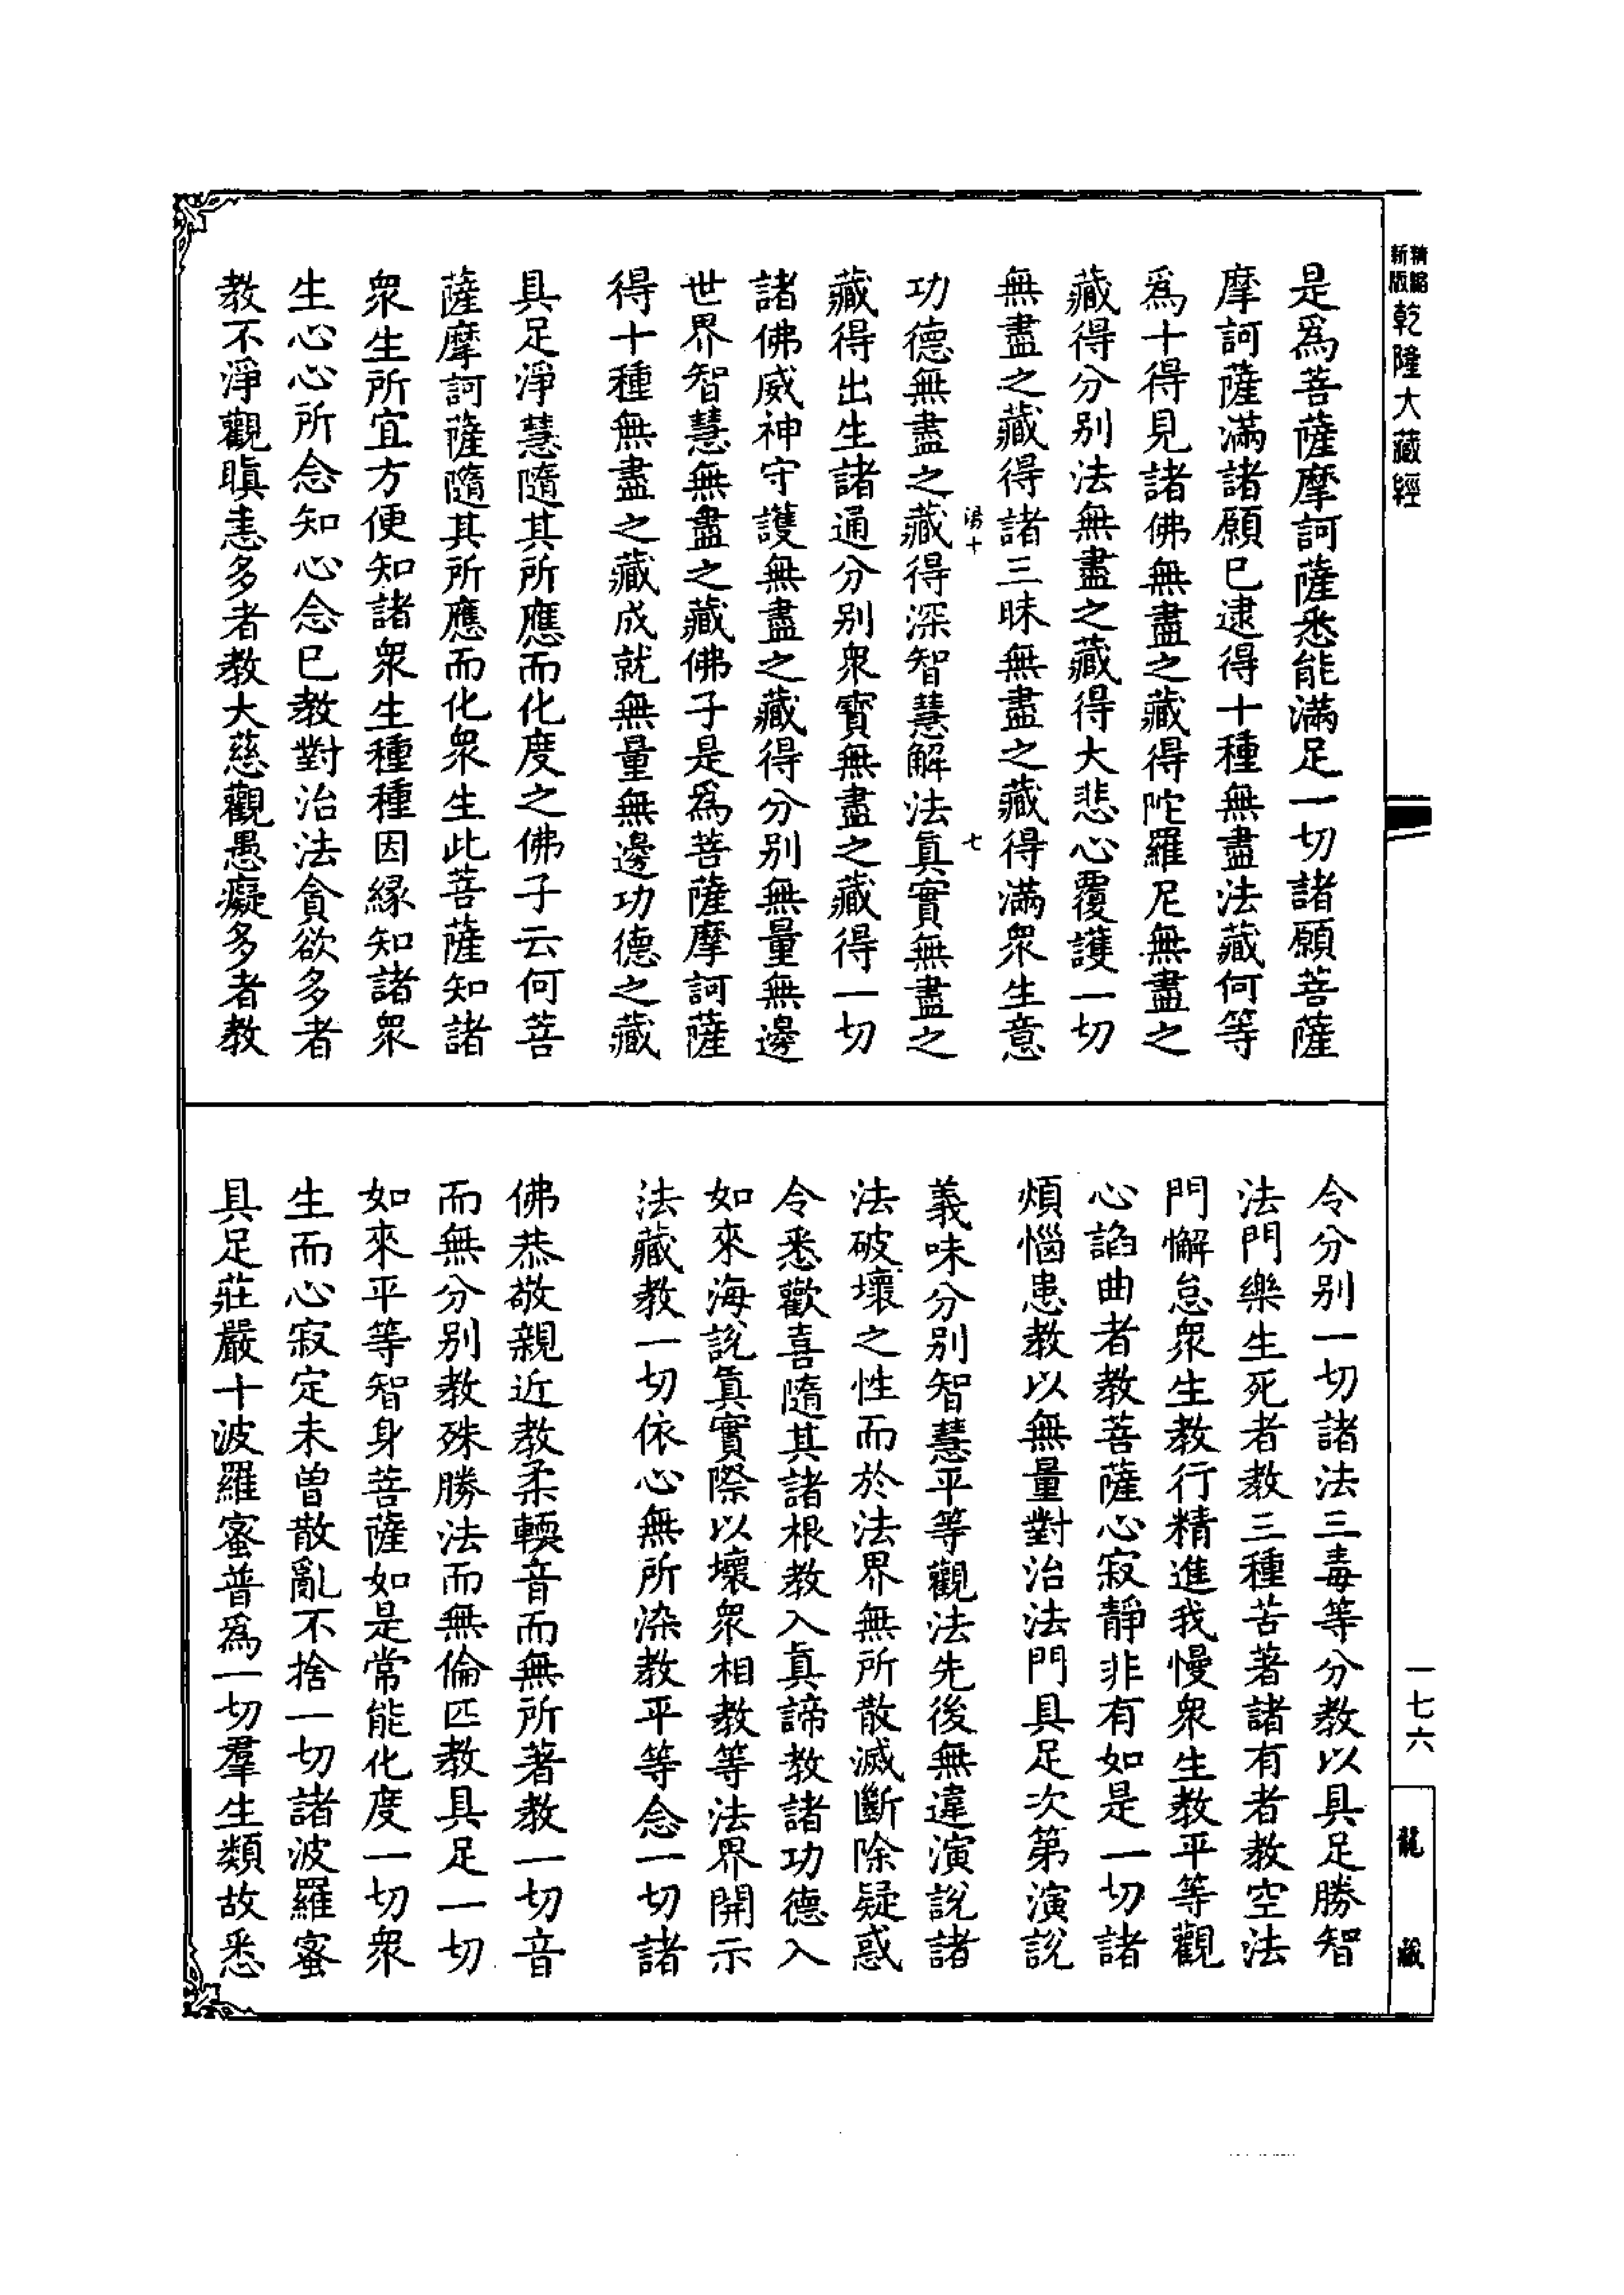 精縮新版乾隆大藏經
是爲菩薩摩訶薩悉能滿足一切諸願菩薩
摩訶薩滿諸願已逮得十種無盡法藏何等
爲十得見諸佛無盡之藏得陀羅尼無盡之
藏得分別法無盡之藏得大悲心覆護一切
無盡之藏得諸三昧無盡之藏得滿衆生意
湯十 七
功德無盡之藏得深智慧解法眞實無盡之
藏得出生諸通分別衆寳無盡之藏得一切
諸佛威神守護無盡之藏得分別無量無邊
世界智慧無盡之藏佛子是爲菩薩摩訶薩
得十種無盡之藏成就無量無邊功德之藏
具足淨慧隨其所應而化度之佛子云何菩
薩摩訶薩隨其所應而化衆生此菩薩知諸
衆生所宜方便知諸衆生種種因緣知諸衆
生心心所念知心念已教對治法貪欲多者
教不淨觀瞋恚多者教大慈觀愚癡多者教
令分別一切諸法三毒等分教以具足勝智
法門樂生死者教三種苦著諸有者教空法
門懈怠衆生教行精進我慢衆生教平等觀
心諂曲者教菩薩心寂靜非有如是一切諸
煩惱患教以無量對治法門具足次第演說
義味分別智慧平等觀法先後無違演說諸
法破壞之性而於法界無所散滅斷除疑惑
令悉歡喜隨其諸根教入眞諦教諸功德入
如來海說眞實際以壞衆相教等法界開示
法藏教一切依心無所染教平等念一切諸
佛恭敬親近教柔輭音而無所著教一切音
而無分別教殊勝法而無倫匹教具足一切
如來平等智身菩薩如是常能化度一切衆
生而心寂定未曾散亂不捨一切諸波羅蜜
具足莊嚴十波羅蜜普爲一切羣生類故悉
一七六
龍藏